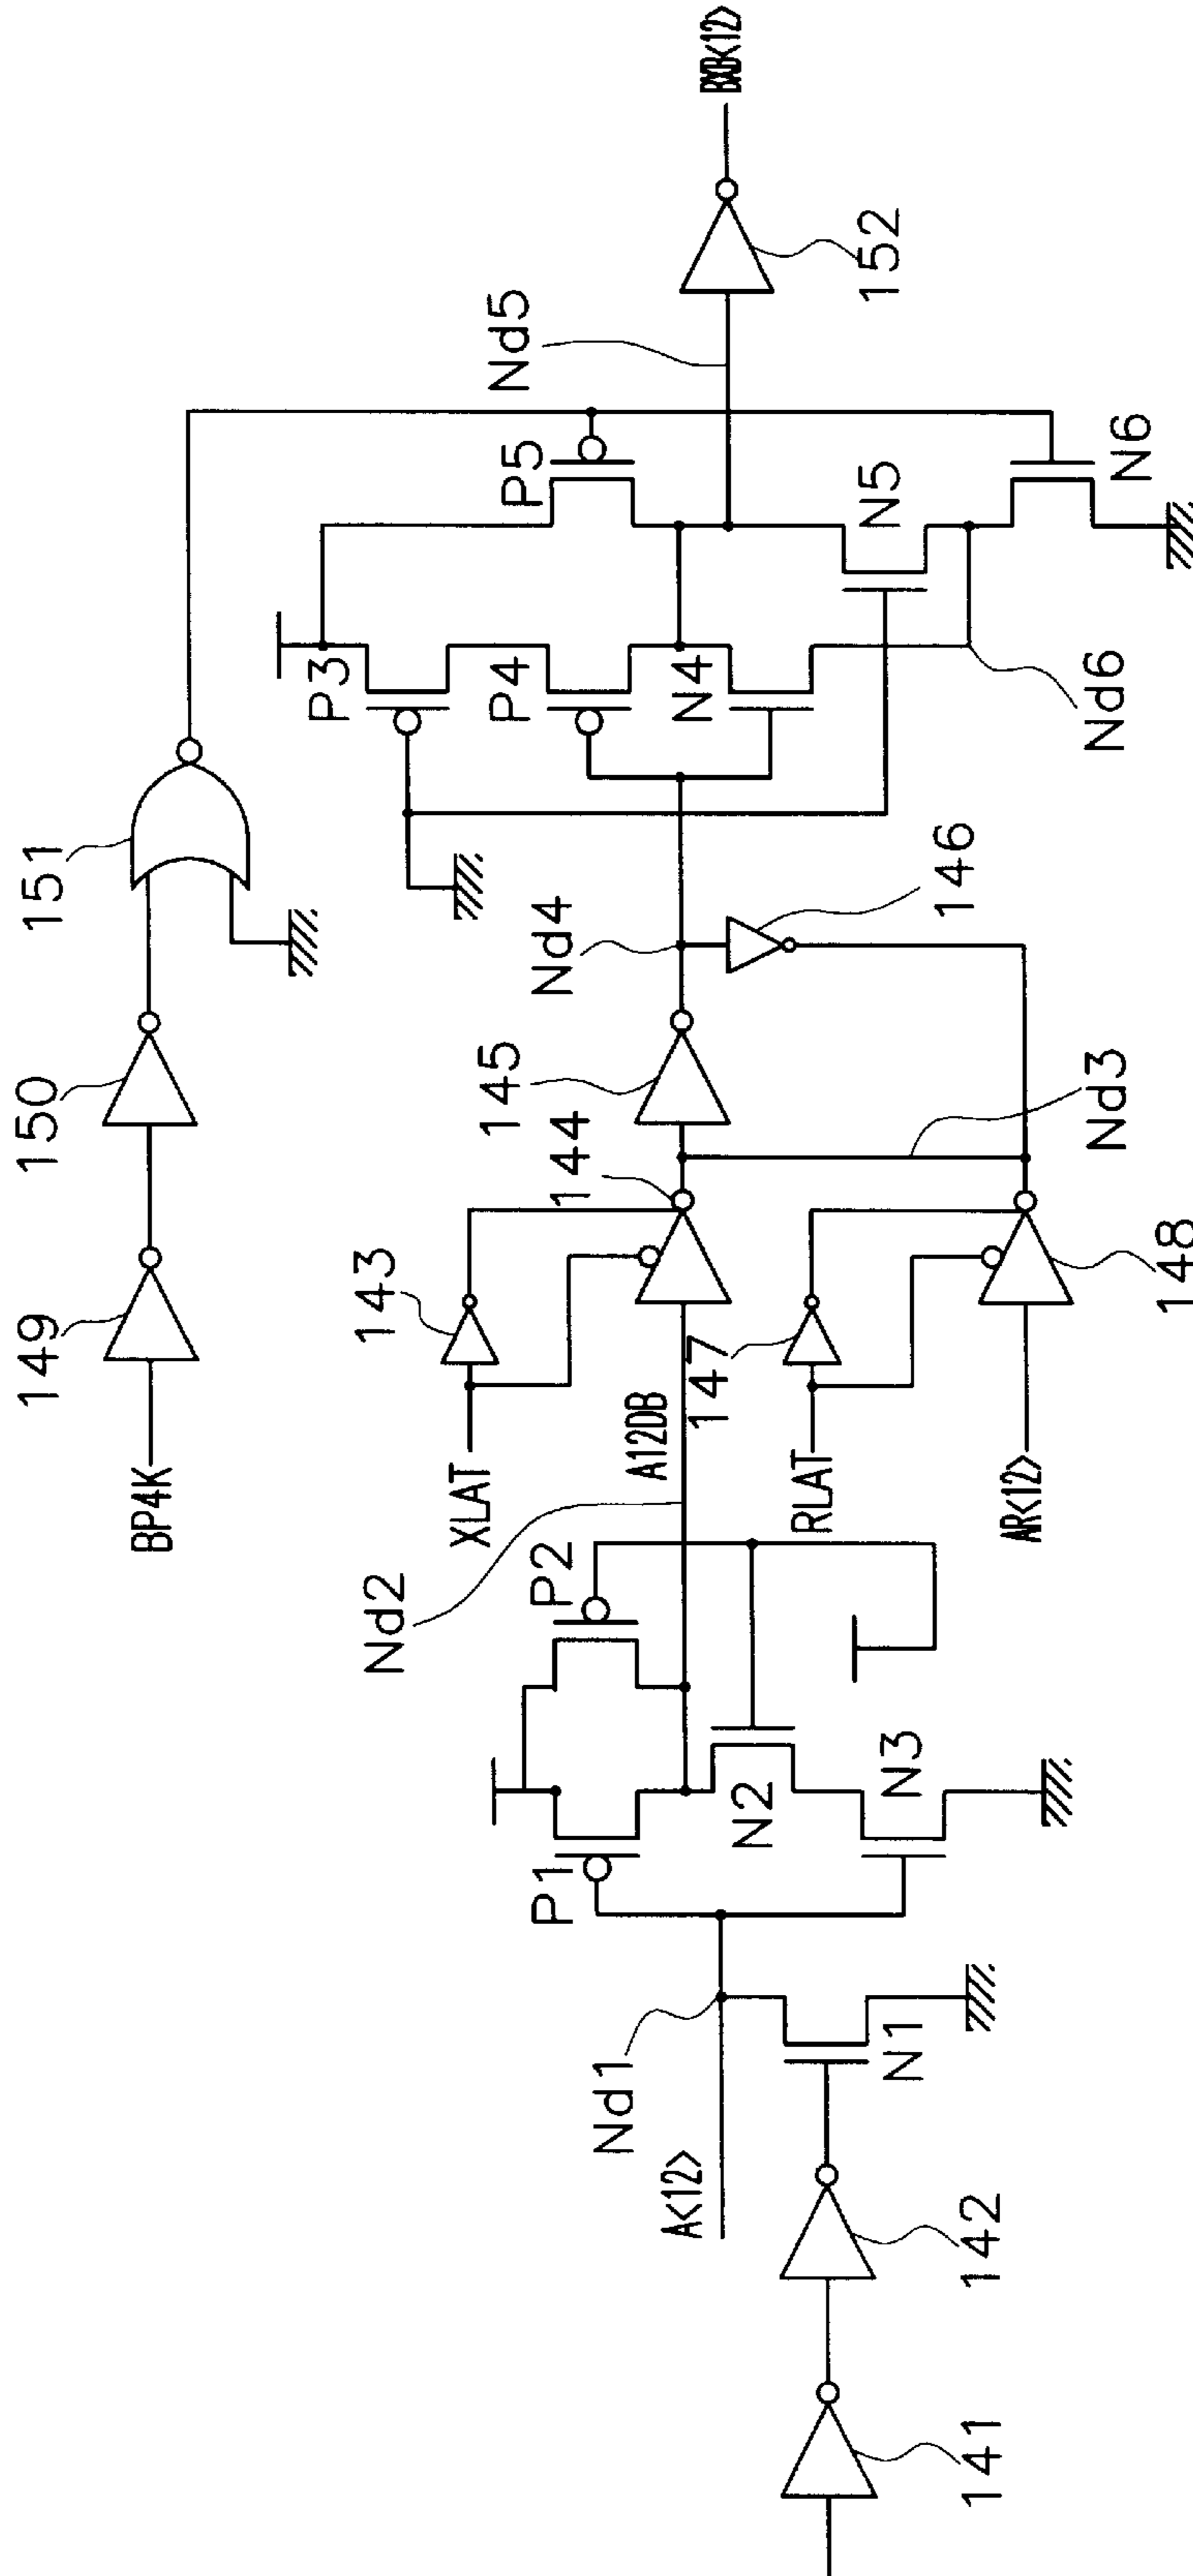 BXB<12>
152
Nd5
P5
N5
N6
P3
P4
N4
Nd6
151
150
149
BP4K
Nd4
146
145
144
143
XLAT
Nd3
148
147
A12DB
RLAT
AR<12>
Nd2
P2
P1
N2
N3
Nd1
A<12>
N1
142
141